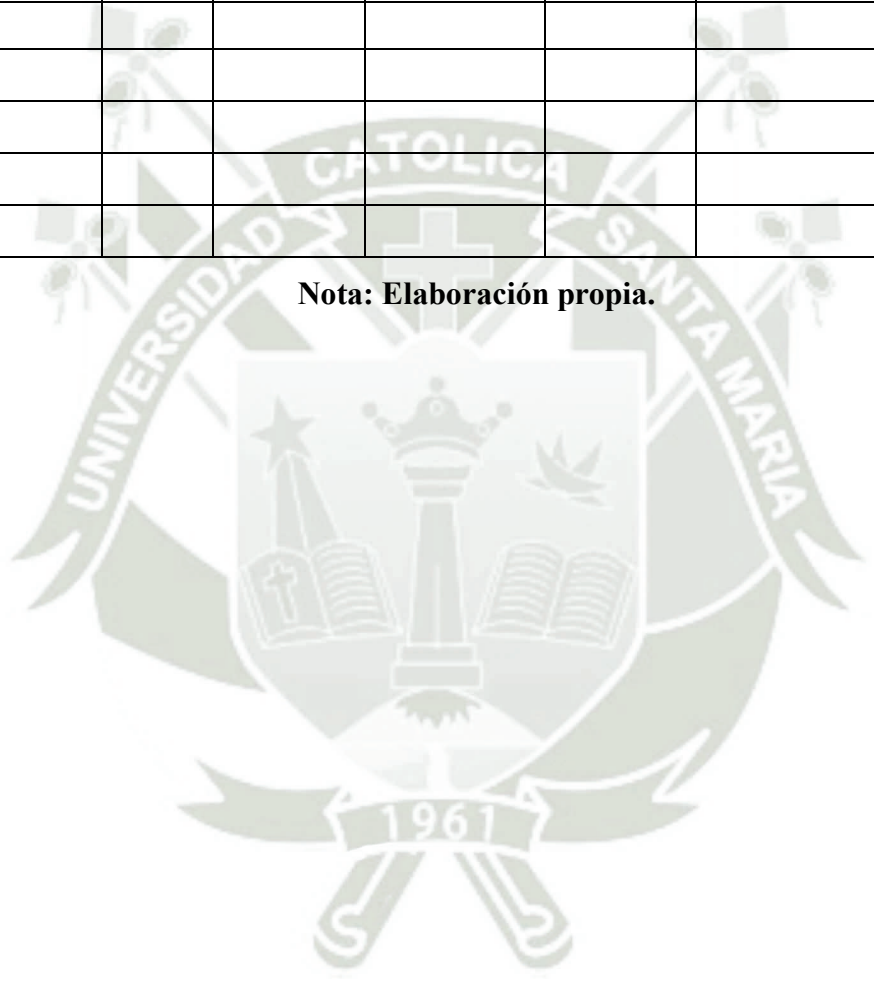 CATOLICA
UNIVERSIDAD
SANTA MARIA
Nota: Elaboración propia.
1961